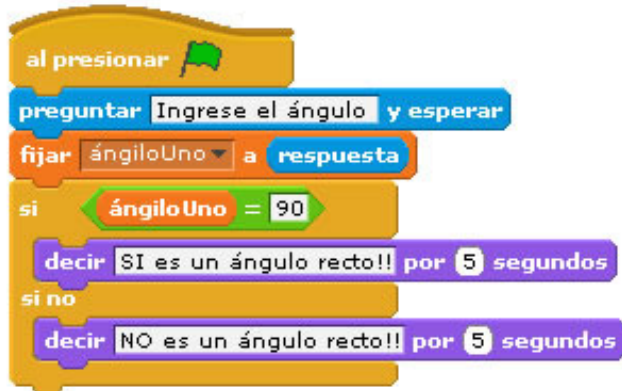 al presionar
preguntar Ingrese el ángulo y esperar
fijar ángiloUno a respuesta
si ángiloUno = 90
decir SI es un ángulo recto!! por 5 segundos
si no
decir NO es un ángulo recto!! por 5 segundos